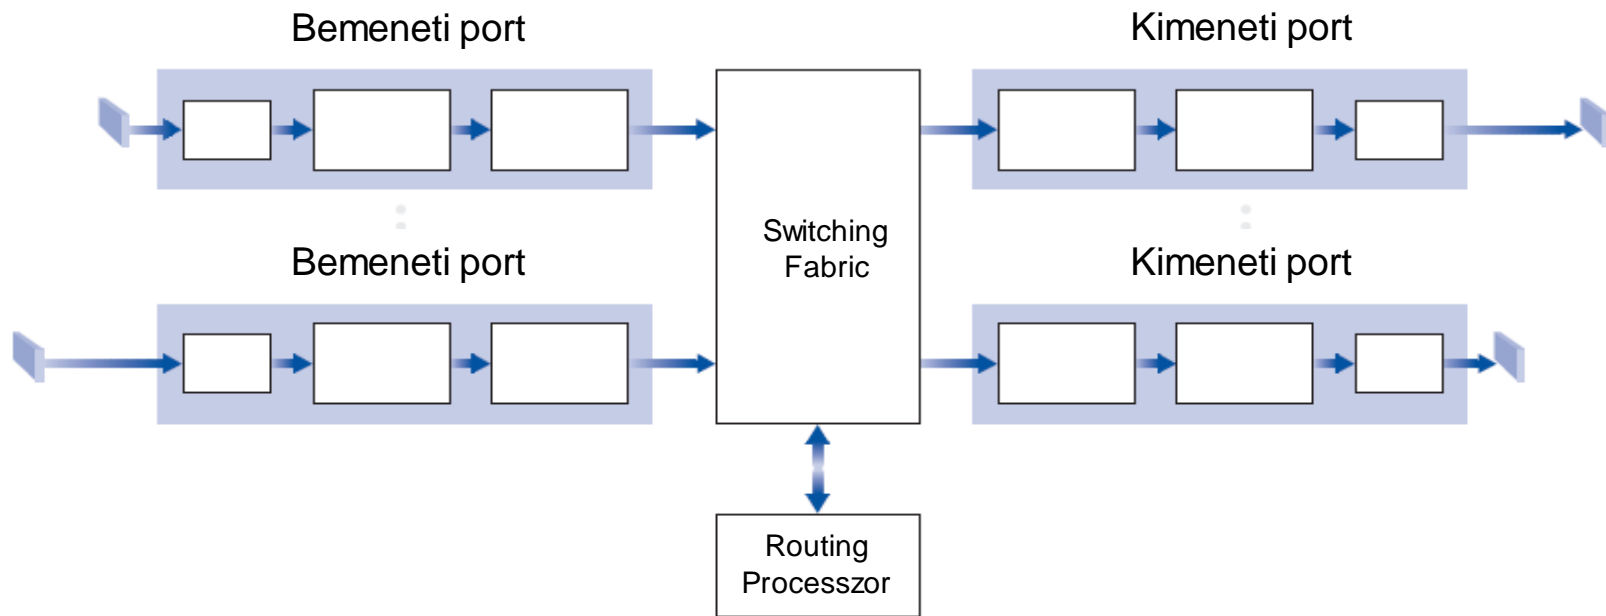 Bemeneti port
Kimeneti port
Switching
Fabric
Bemeneti port
Kimeneti port
Routing
Processzor